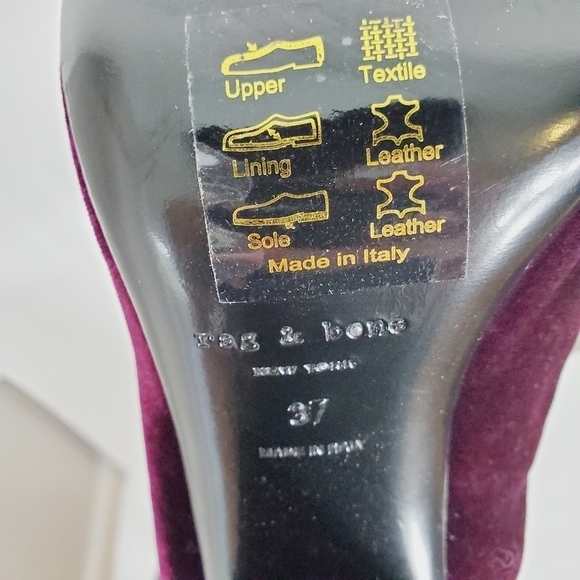 Upper Textile
Lining Leather
Sole Leather
Made in Italy
rag & bone
NEW YORK
37
MADE IN ITALY